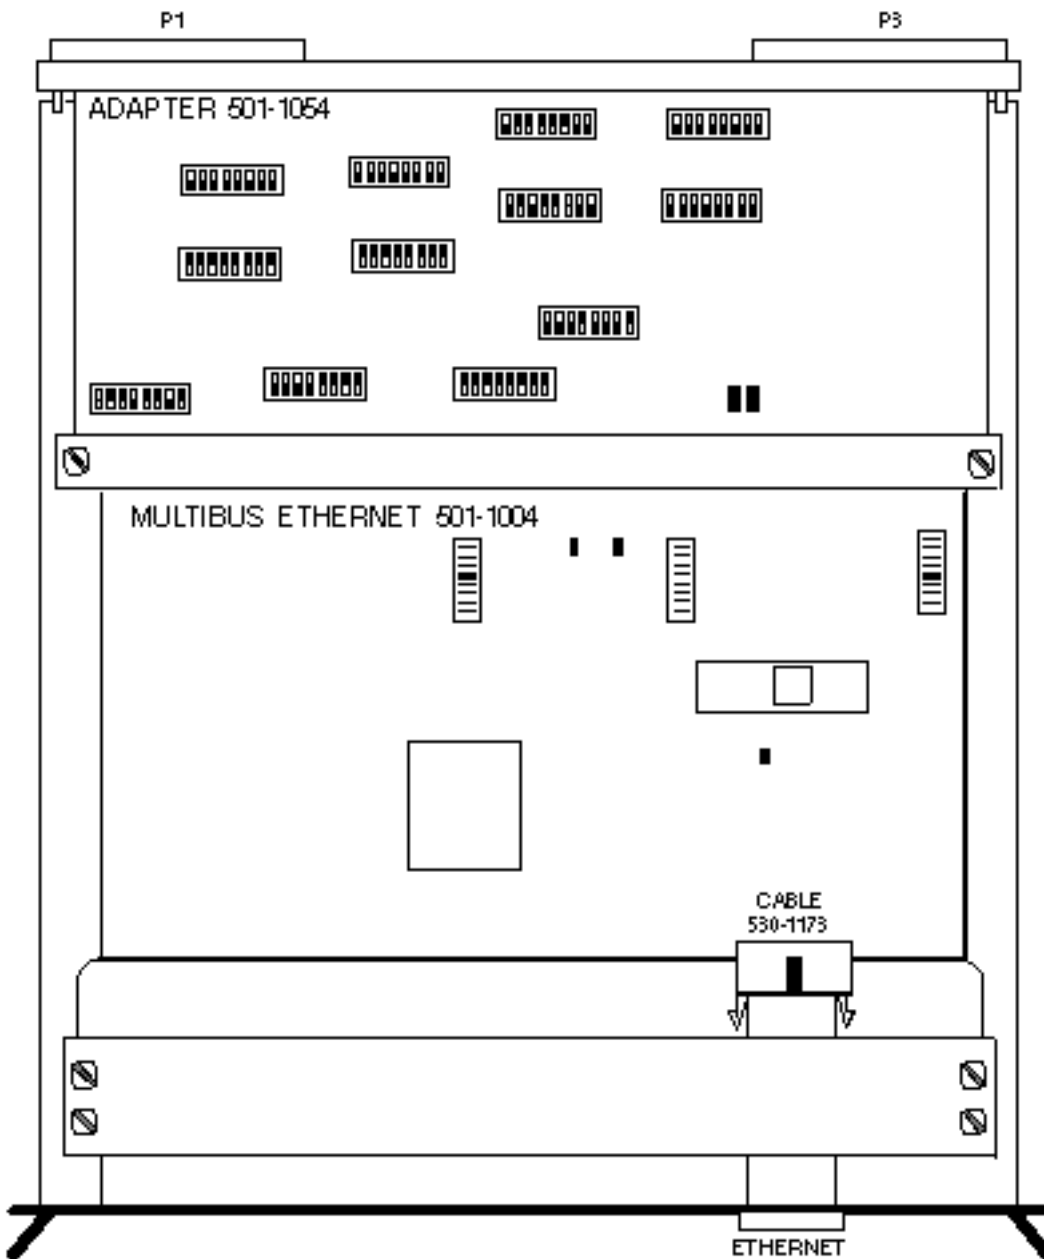 P1
P3
ADAPTER 501-1054
MULTIBUS ETHERNET 501-1004
CABLE
530-1173
ETHERNET